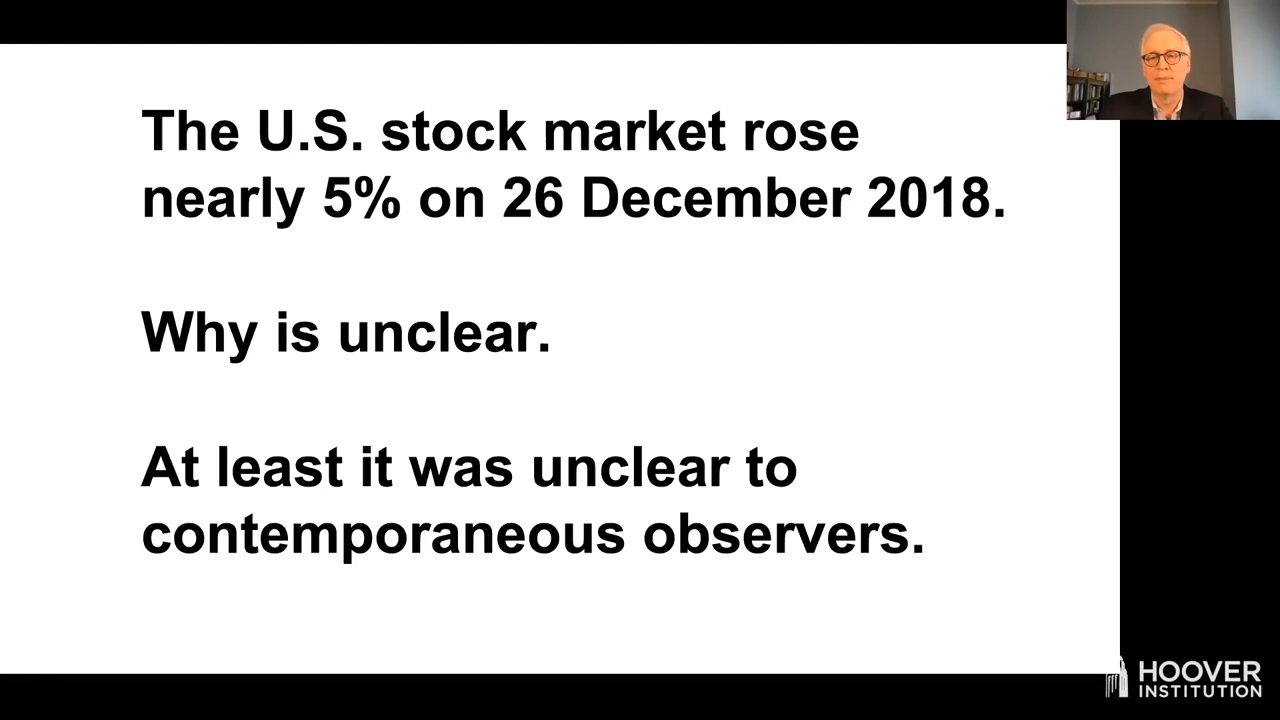 The U.S. stock market rose
nearly 5% on 26 December 2018.
Why is unclear.
At least it was unclear to
contemporaneous observers.
HOOVER
INSTITUTION